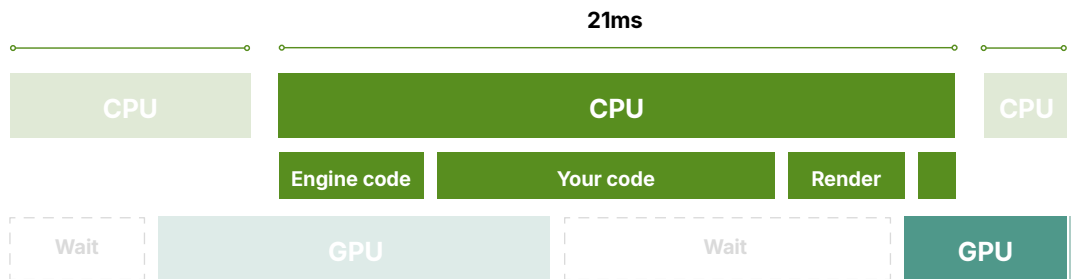 21ms
CPU CPU CPU
Engine code Your code Render
Wait GPU Wait GPU